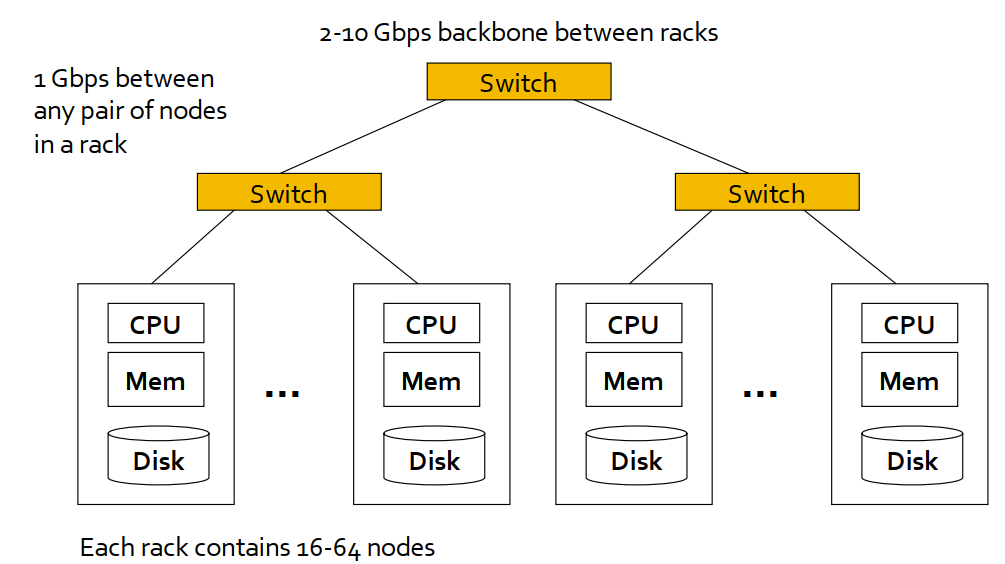 2-10 Gbps backbone between racks
1 Gbps between
any pair of nodes
in a rack
Switch
Switch
Switch
CPU
Mem
Disk
...
CPU
Mem
Disk
CPU
Mem
Disk
...
CPU
Mem
Disk
Each rack contains 16-64 nodes